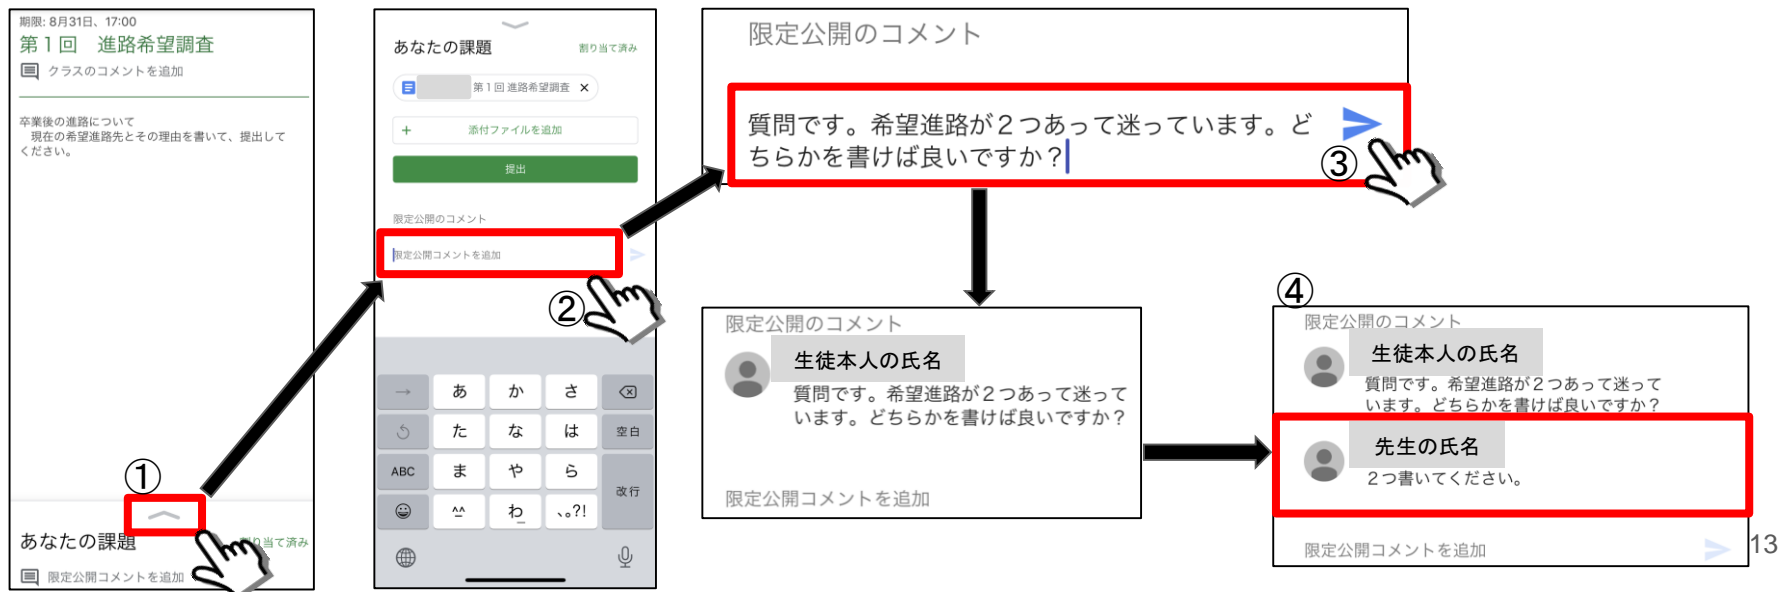 期限: 8月31日、17:00
第１回　進路希望調査
クラスのコメントを追加
卒業後の進路について
　現在の希望進路先とその理由を書いて、提出して
ください。
①
あなたの課題
割り当て済み
限定公開コメントを追加
あなたの課題
割り当て済み
第１回 進路希望調査 ×
+ 添付ファイルを追加
提出
限定公開のコメント
限定公開コメントを追加
②
→ あ か さ
た な は 空白
ABC ま や ら
改行
^^ わ 、。?!
限定公開のコメント
質問です。希望進路が２つあって迷っています。ど
ちらかを書けば良いですか？
③
限定公開のコメント
生徒本人の氏名
質問です。希望進路が２つあって迷って
います。どちらかを書けば良いですか？
限定公開コメントを追加
④
限定公開のコメント
生徒本人の氏名
質問です。希望進路が２つあって迷って
います。どちらかを書けば良いですか？
先生の氏名
２つ書いてください。
限定公開コメントを追加
13